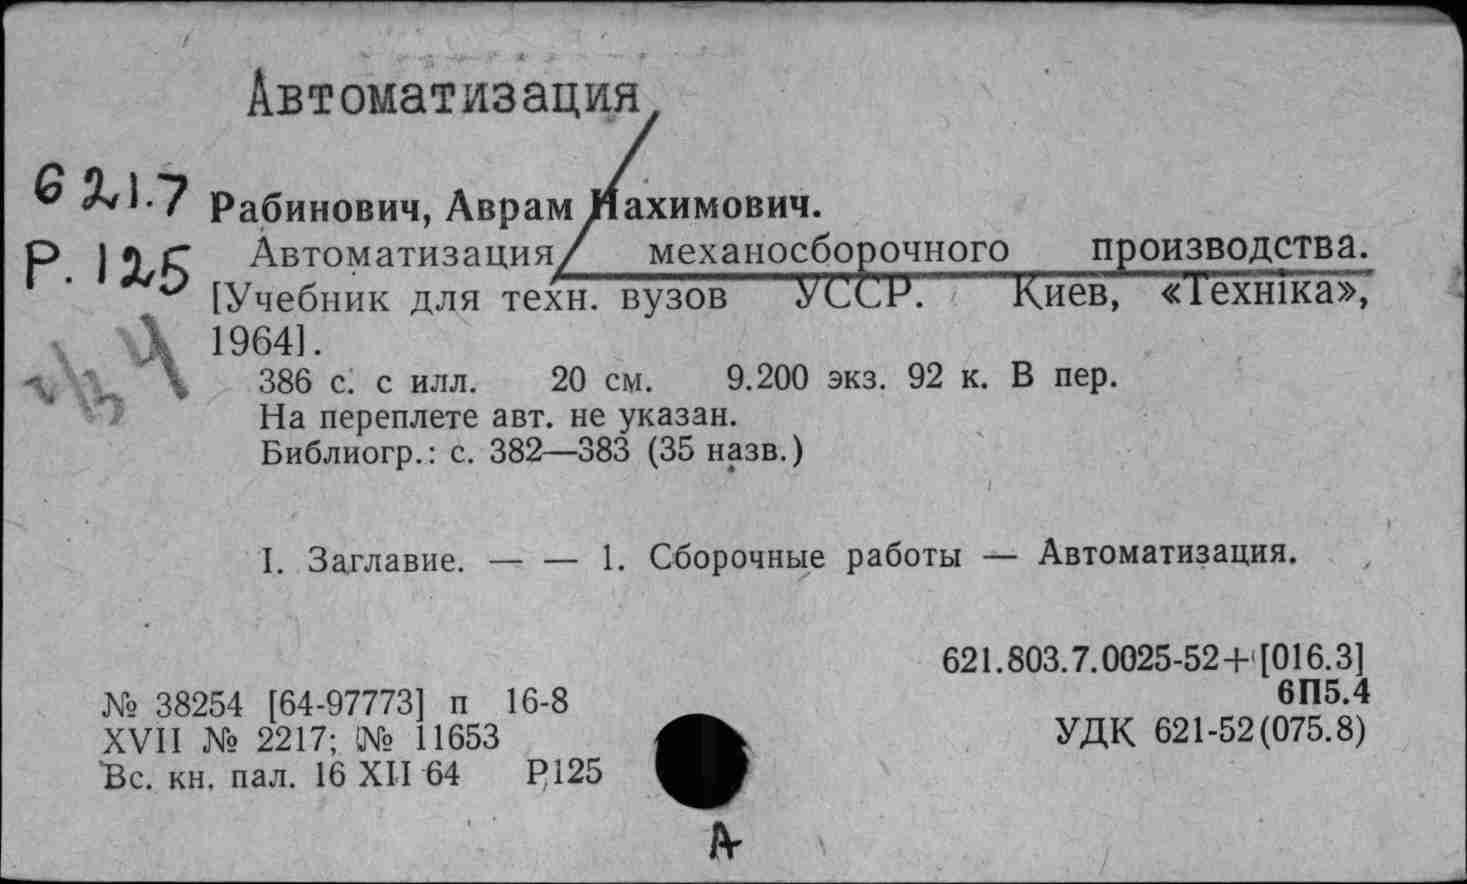 Автоматизация
621.7 Рабинович, Аврам Нахимович.
Р.125 Автоматизация механосборочного производства.
[Учебник для техн. вузов УССР. Киев, «Техніка»,
1964].
386 с. с илл. 20 см. 9.200 экз. 92 к. В пер.
На переплете авт. не указан.
Библиогр.: с. 382—383 (35 назв.)
I. Заглавие. — — 1. Сборочные работы — Автоматизация.
621.803.7.0025-52+[016.3]
6П5.4
УДК 621-52(075.8)
№ 38254 [64-97773] п 16-8
XVII № 2217; № 11653
Вс. кн. пал. 16 XII 64 Р125
А